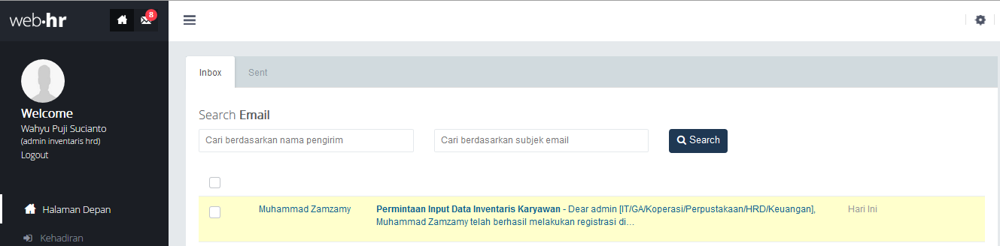 web•hr
8
Welcome
Wahyu Puji Sucianto
(admin inventaris hrd)
Logout
Halaman Depan
Kehadiran
Inbox
Sent
Search Email
Cari berdasarkan nama pengirim
Cari berdasarkan subjek email
Search
Muhammad Zamzamy
Permintaan Input Data Inventaris Karyawan - Dear admin [IT/GA/Koperasi/Perpustakaan/HRD/Keuangan],
Muhammad Zamzamy telah berhasil melakukan registrasi di...
Hari Ini